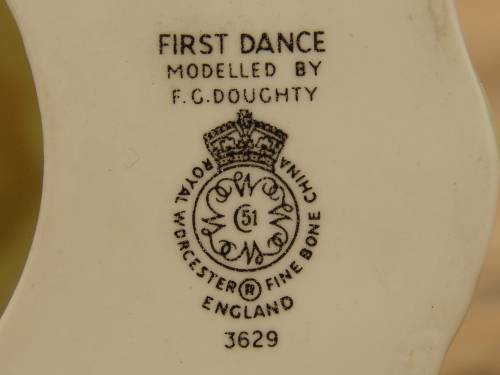 FIRST DANCE
MODELLED BY
F.G.DOUGHTY
ROYAL WORCESTER ® FINE BONE CHINA
51
ENGLAND
3629